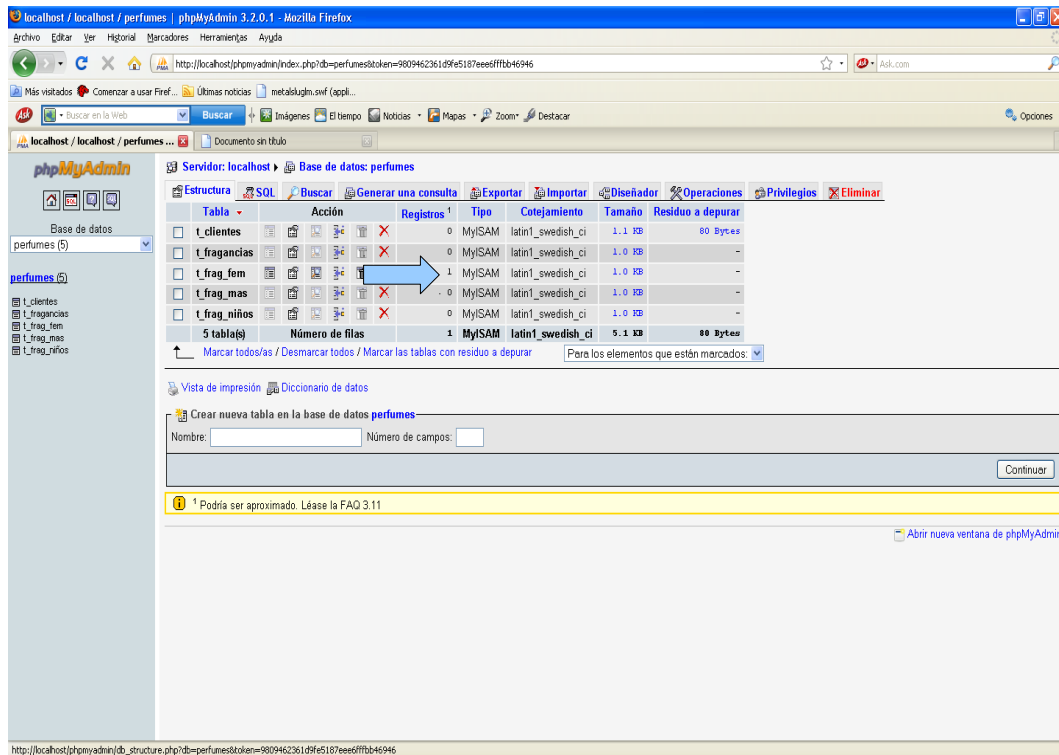 localhost / localhost / perfumes | phpMyAdmin 3.2.0.1 - Mozilla Firefox
Archivo Editar Ver Historial Marcadores Herramientas Ayuda
http://localhost/phpmyadmin/index.php?db=perfumes&token=9809462361d9fe5187eee6fffbb46946 Ask.com
Más visitados Comenzar a usar Firef... Últimas noticias metalsluglm.swf (appli...
Ask Buscar en la Web Buscar Imágenes El tiempo Noticias Mapas Zoom Destacar Opciones
localhost / localhost / perfumes ... Documento sin título
phpMyAdmin
SQL
Base de datos
perfumes (5)
perfumes (5)
t_clientes
t_fragancias
t_frag_fem
t_frag_mas
t_frag_niños
Servidor: localhost Base de datos: perfumes
Estructura SQL Buscar Generar una consulta Exportar Importar Diseñador Operaciones Privilegios Eliminar
Tabla Acción Registros 1 Tipo Cotejamiento Tamaño Residuo a depurar
t_clientes 0 MyISAM latin1_swedish_ci 1.1 KB 80 Bytes
t_fragancias 0 MyISAM latin1_swedish_ci 1.0 KB -
t_frag_fem 1 MyISAM latin1_swedish_ci 1.0 KB -
t_frag_mas 0 MyISAM latin1_swedish_ci 1.0 KB -
t_frag_niños 0 MyISAM latin1_swedish_ci 1.0 KB -
5 tabla(s) Número de filas 1 MyISAM latin1_swedish_ci 5.1 KB 80 Bytes
Marcar todos/as / Desmarcar todos / Marcar las tablas con residuo a depurar Para los elementos que están marcados:
Vista de impresión Diccionario de datos
Crear nueva tabla en la base de datos perfumes
Nombre: Número de campos:
Continuar
1 Podría ser aproximado. Léase la FAQ 3.11
Abrir nueva ventana de phpMyAdmin
http://localhost/phpmyadmin/db_structure.php?db=perfumes&token=9809462361d9fe5187eee6fffbb46946